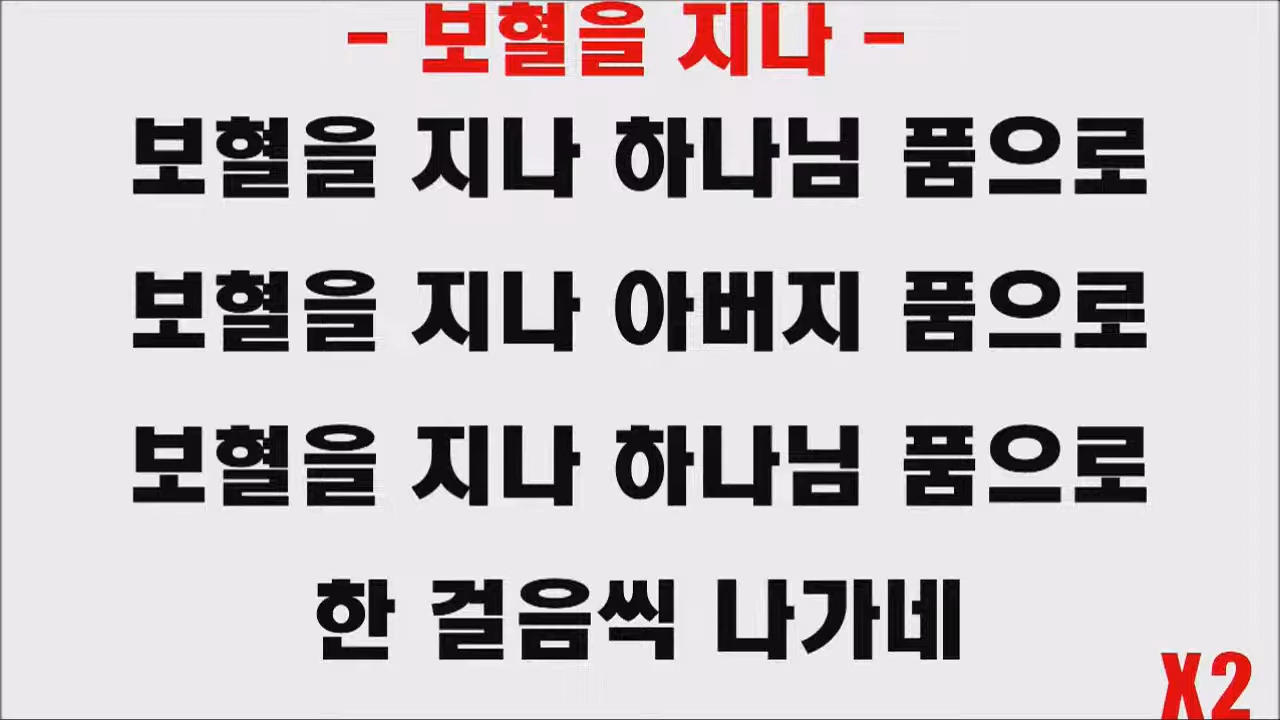 - 보혈을 지나 -
보혈을 지나 하나님 품으로
보혈을 지나 아버지 품으로
보혈을 지나 하나님 품으로
한 걸음씩 나가네
X2